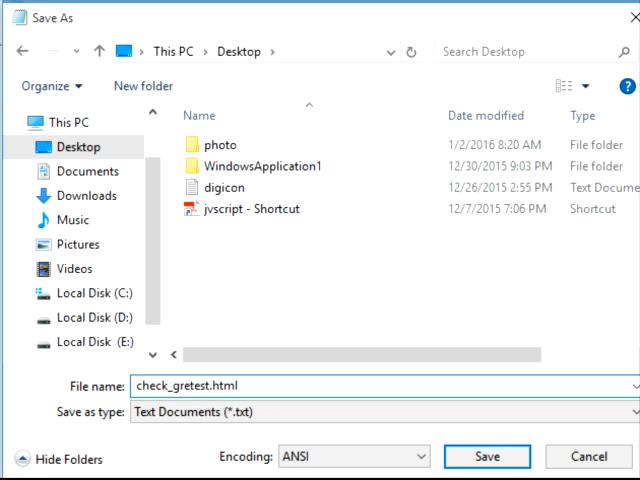 Save As
This PC > Desktop >
Search Desktop
Organize
New folder
?
Name
Date modified
Type
This PC
Desktop
Documents
Downloads
Music
Pictures
Videos
Local Disk (C:)
Local Disk (D:)
Local Disk (E:)
photo 1/2/2016 8:20 AM File folder
WindowsApplication1 12/30/2015 9:03 PM File folder
digicon 12/26/2015 2:55 PM Text Docume
jvscript - Shortcut 12/7/2015 7:06 PM Shortcut
File name: check_gretest.html
Save as type: Text Documents (*.txt)
Hide Folders
Encoding: ANSI
Save
Cancel